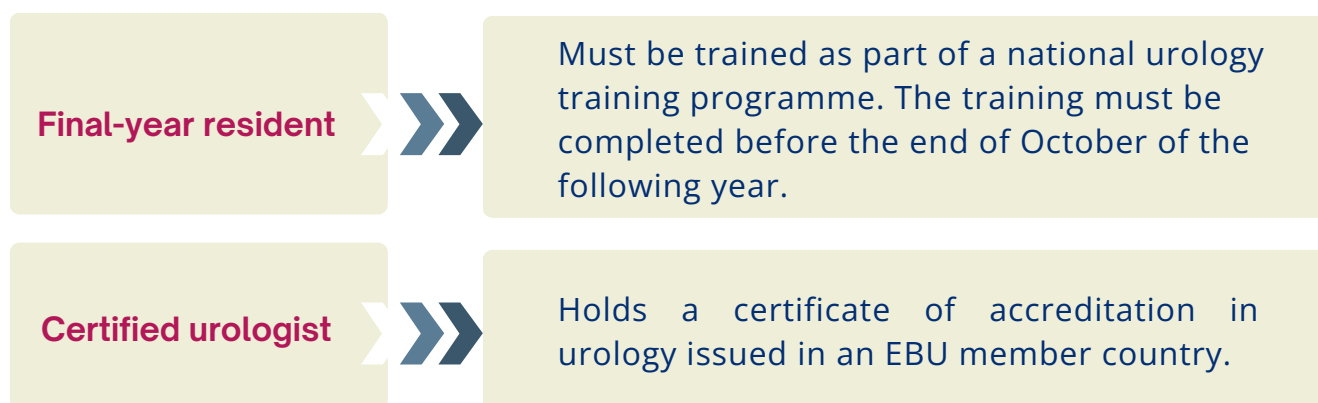 Final-year resident
Must be trained as part of a national urology
training programme. The training must be
completed before the end of October of the
following year.
Certified urologist
Holds a certificate of accreditation in
urology issued in an EBU member country.